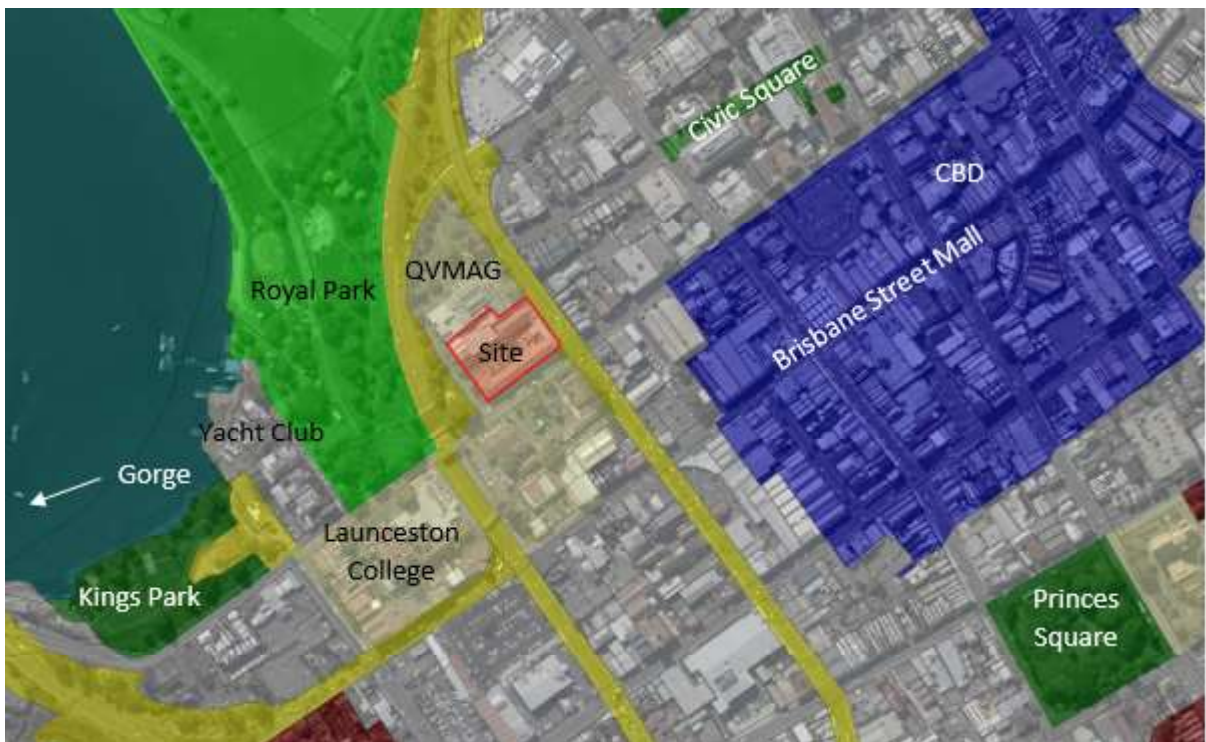 Civic Square
CBD
QVMAG
Royal Park
Brisbane Street Mall
Site
Yacht Club
Gorge
Launceston
College
Kings Park
Princes
Square